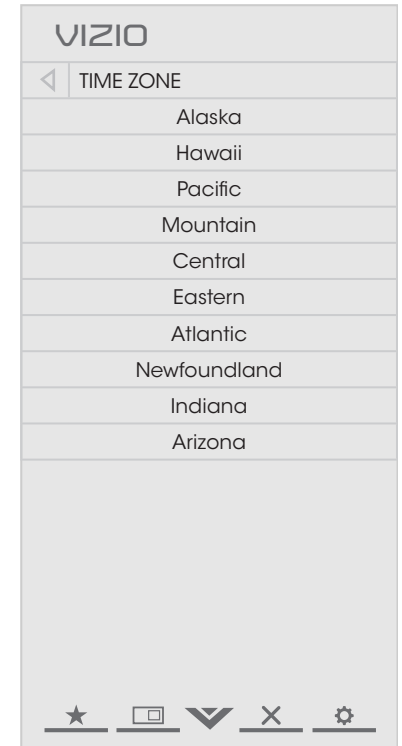 VIZIO
TIME ZONE
Alaska
Hawaii
Pacific
Mountain
Central
Eastern
Atlantic
Newfoundland
Indiana
Arizona